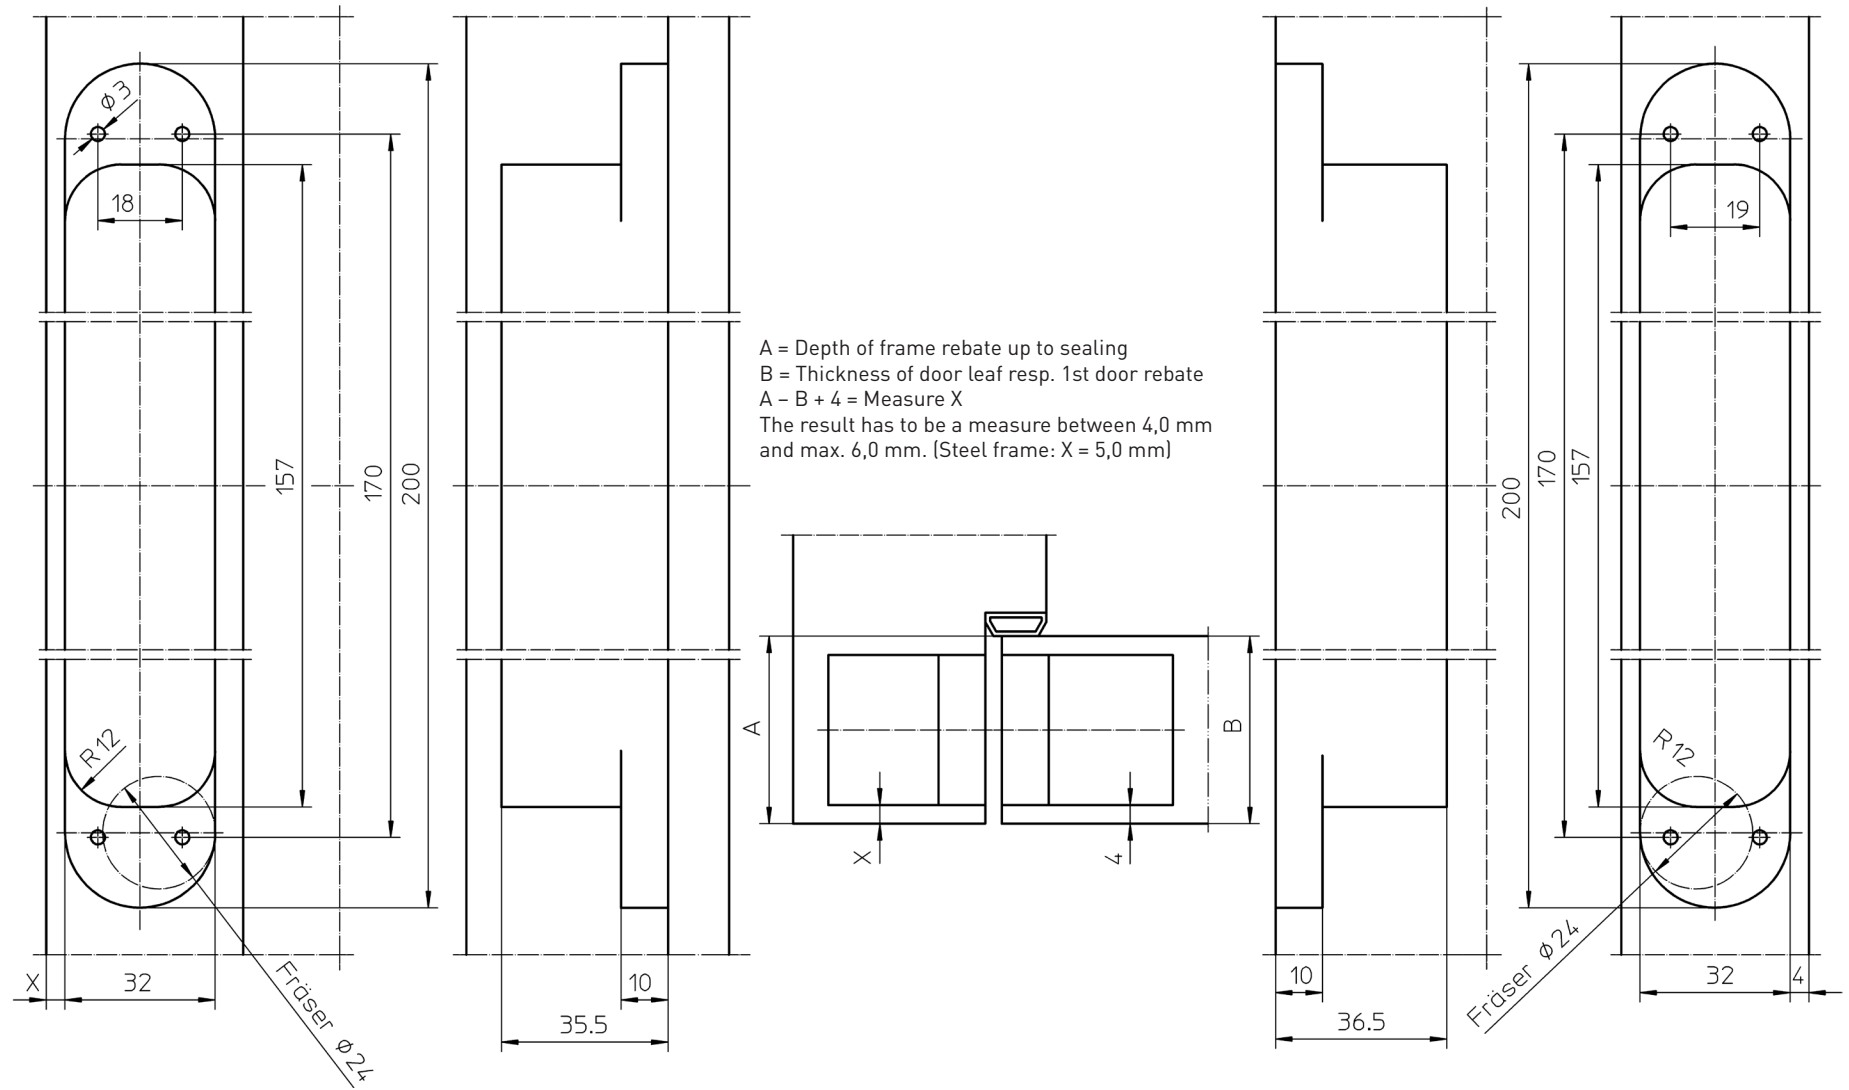 ø3
18
157
170
200
R12
X
32
Fräser ø24
10
35.5
A = Depth of frame rebate up to sealing
B = Thickness of door leaf resp. 1st door rebate
A – B + 4 = Measure X
The result has to be a measure between 4,0 mm
and max. 6,0 mm. (Steel frame: X = 5,0 mm)
A
B
X
4
10
36.5
200
170
157
19
R12
Fräser ø24
32
4